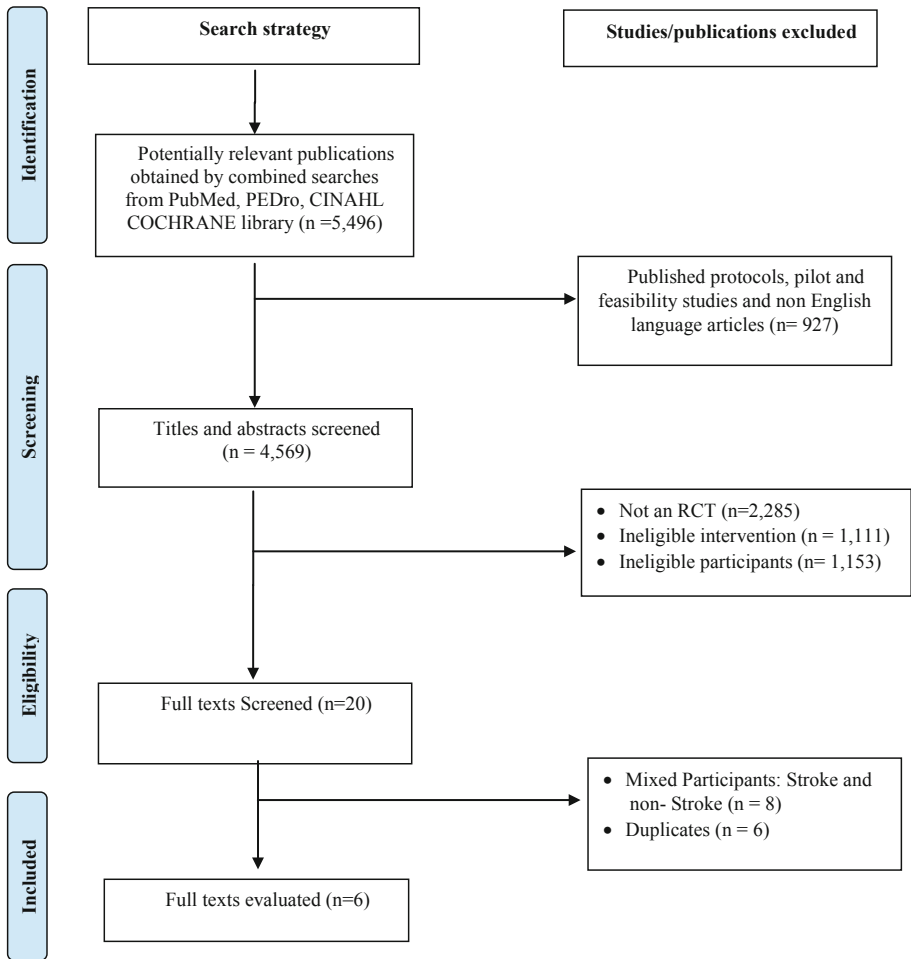 Search strategy
Studies/publications excluded
Identification
Potentially relevant publications
obtained by combined searches
from PubMed, PEDro, CINAHL
COCHRANE library (n =5,496)
Published protocols, pilot and
feasibility studies and non English
language articles (n= 927)
Screening
Titles and abstracts screened
(n = 4,569)
• Not an RCT (n=2,285)
• Ineligible intervention (n = 1,111)
• Ineligible participants (n= 1,153)
Eligibility
Full texts Screened (n=20)
• Mixed Participants: Stroke and
non- Stroke (n = 8)
• Duplicates (n = 6)
Included
Full texts evaluated (n=6)